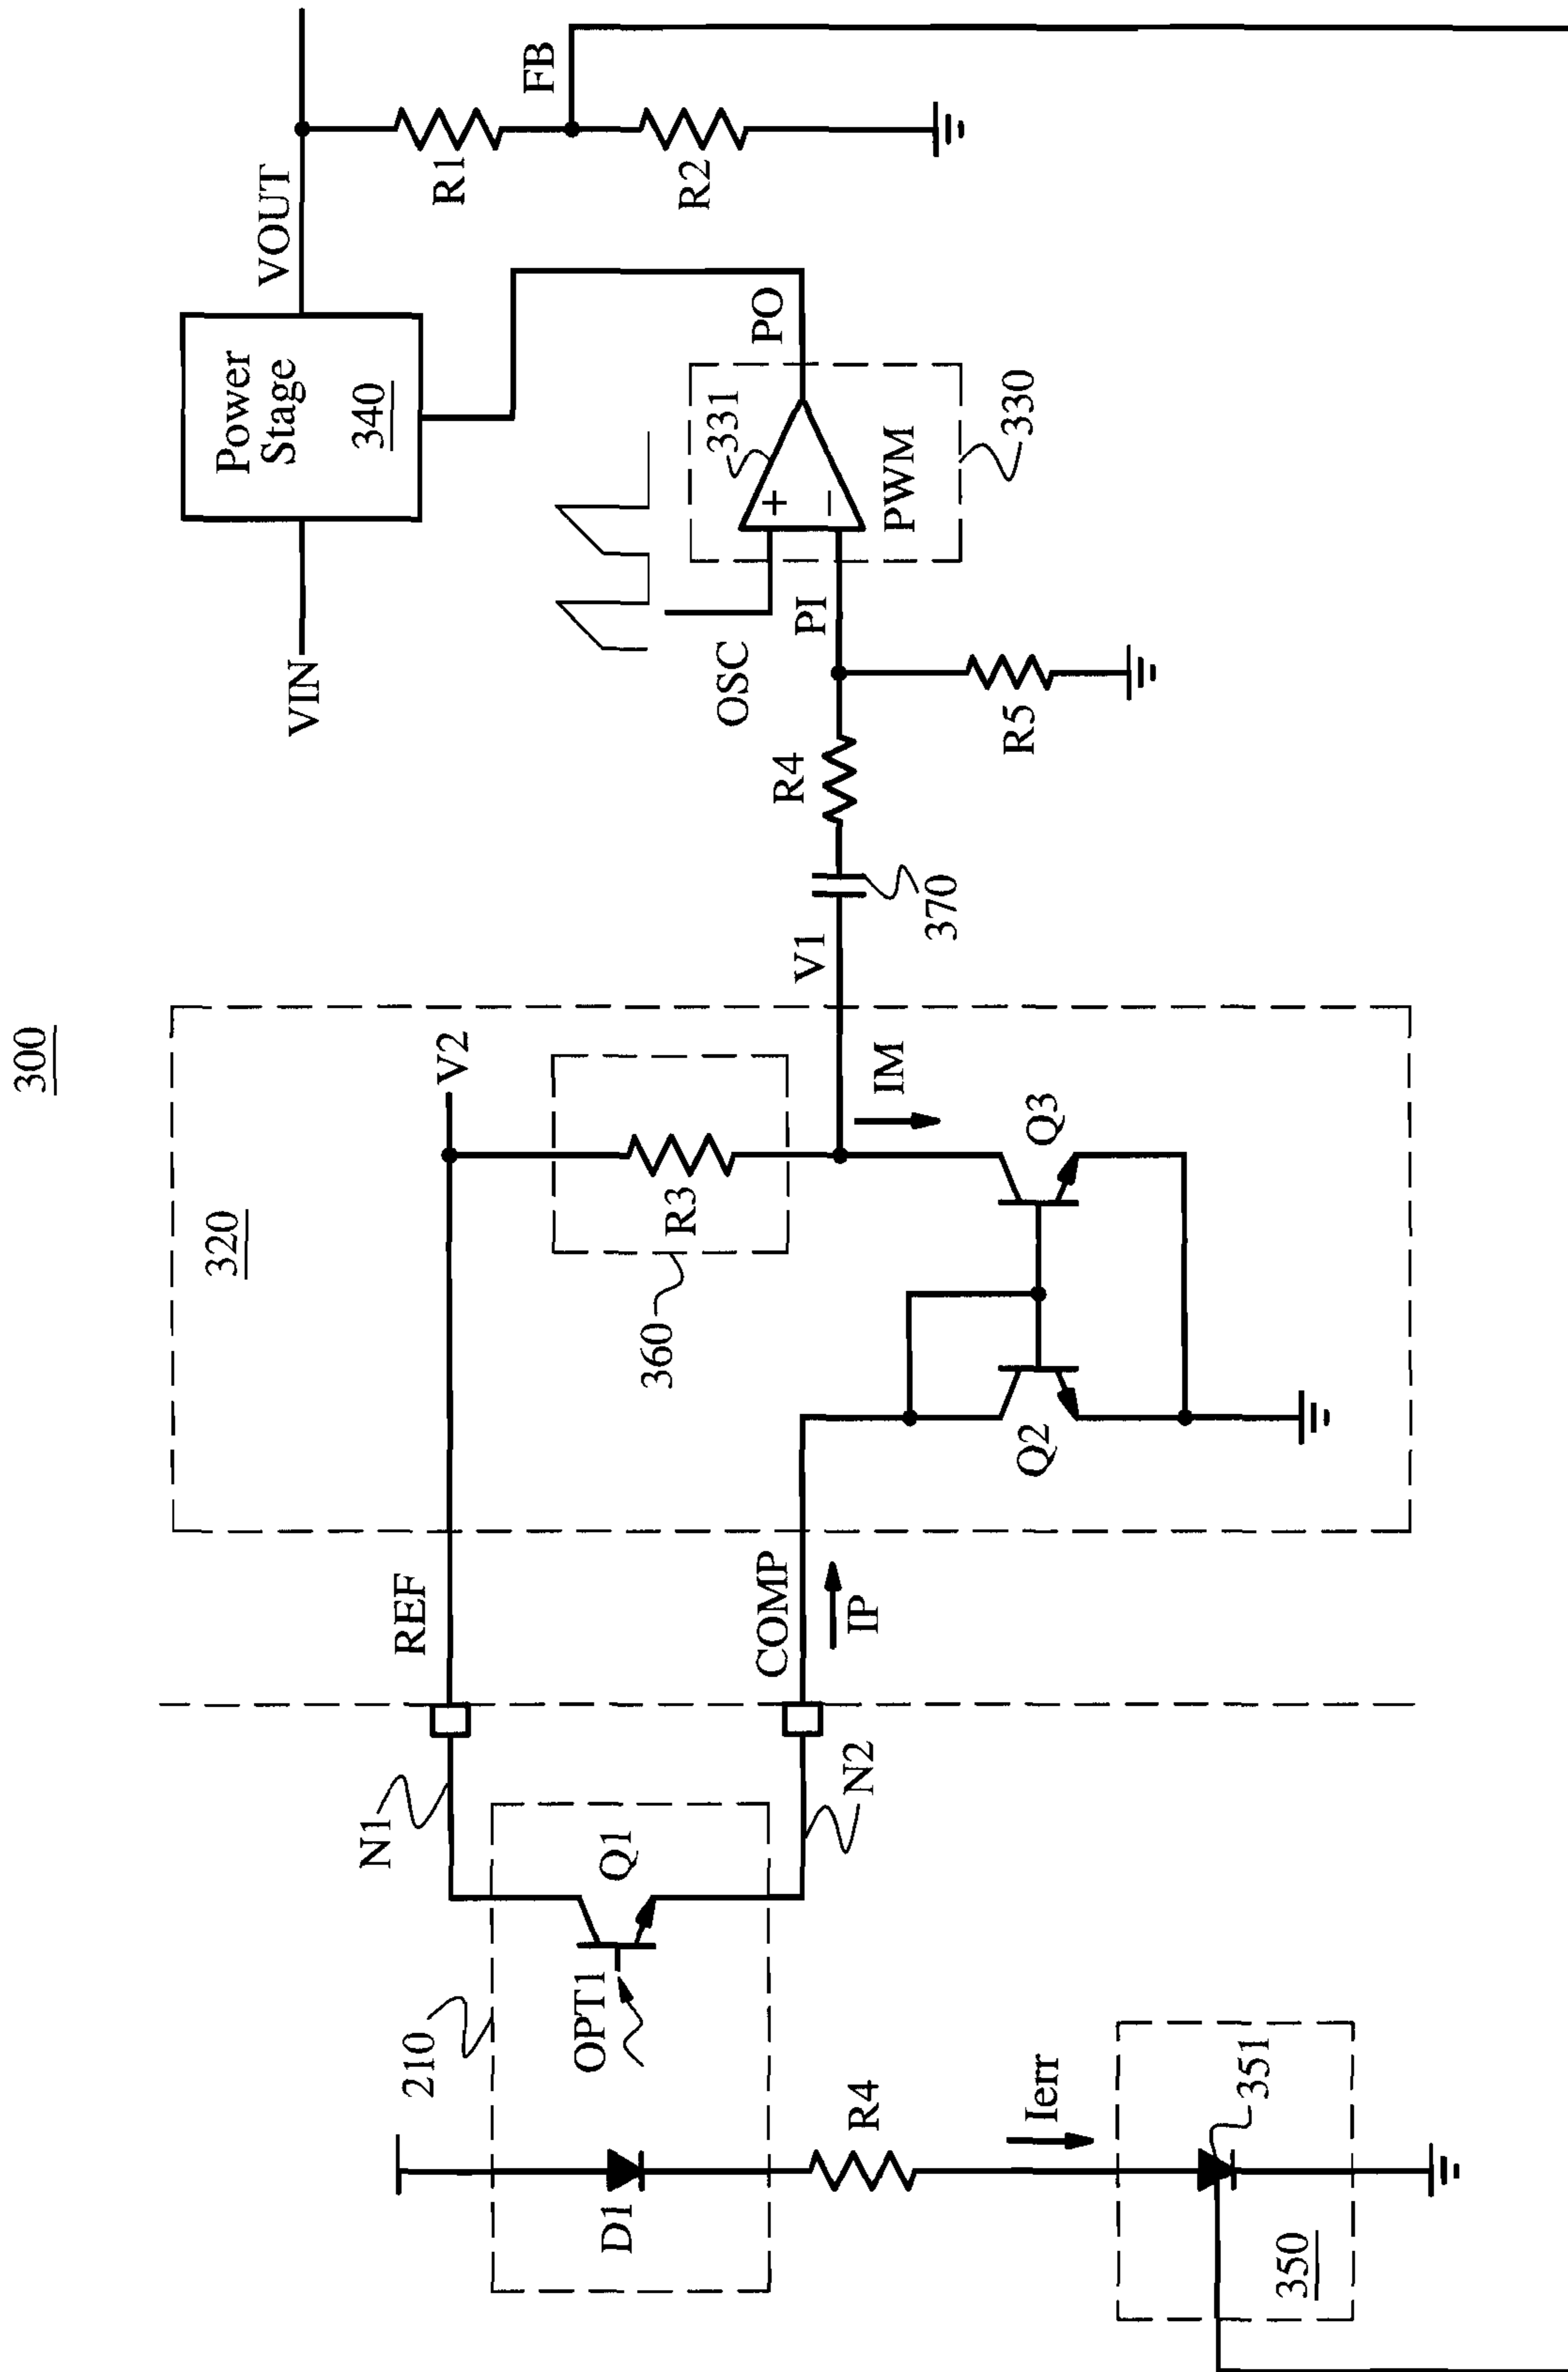 300
VIN
Power
Stage
340
VOUT
R1
FB
R2
OSC
PI
331
+
−
PWM
PO
330
R4
R5
370
V1
320
REF
V2
R3
360
IM
COMP
IP
Q2
Q3
N1
N2
210
OPT1
Q1
D1
R4
Ierr
351
350